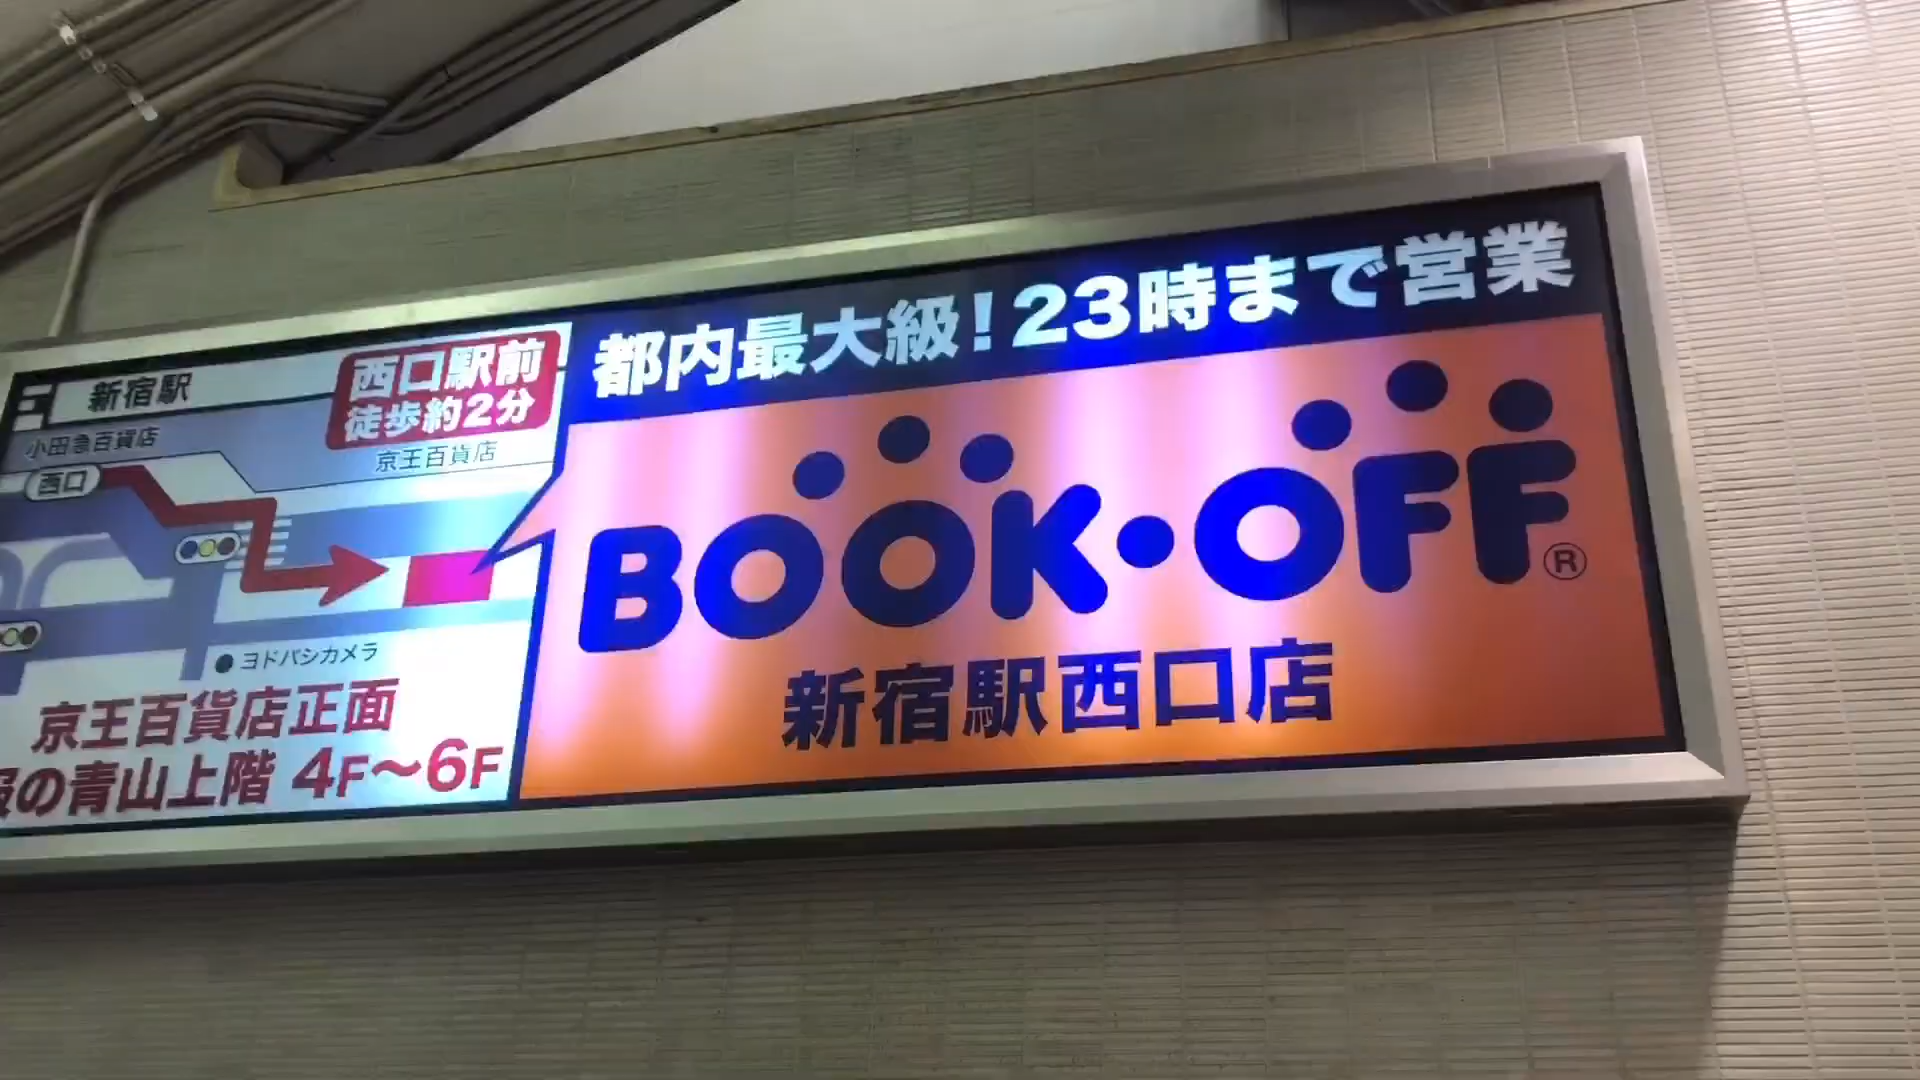 新宿駅
西口駅前
徒歩約2分
小田急百貨店
京王百貨店
西口
ヨドバシカメラ
京王百貨店正面
服の青山上階 4F～6F
都内最大級！23時まで営業
BOOK・OFF®
新宿駅西口店